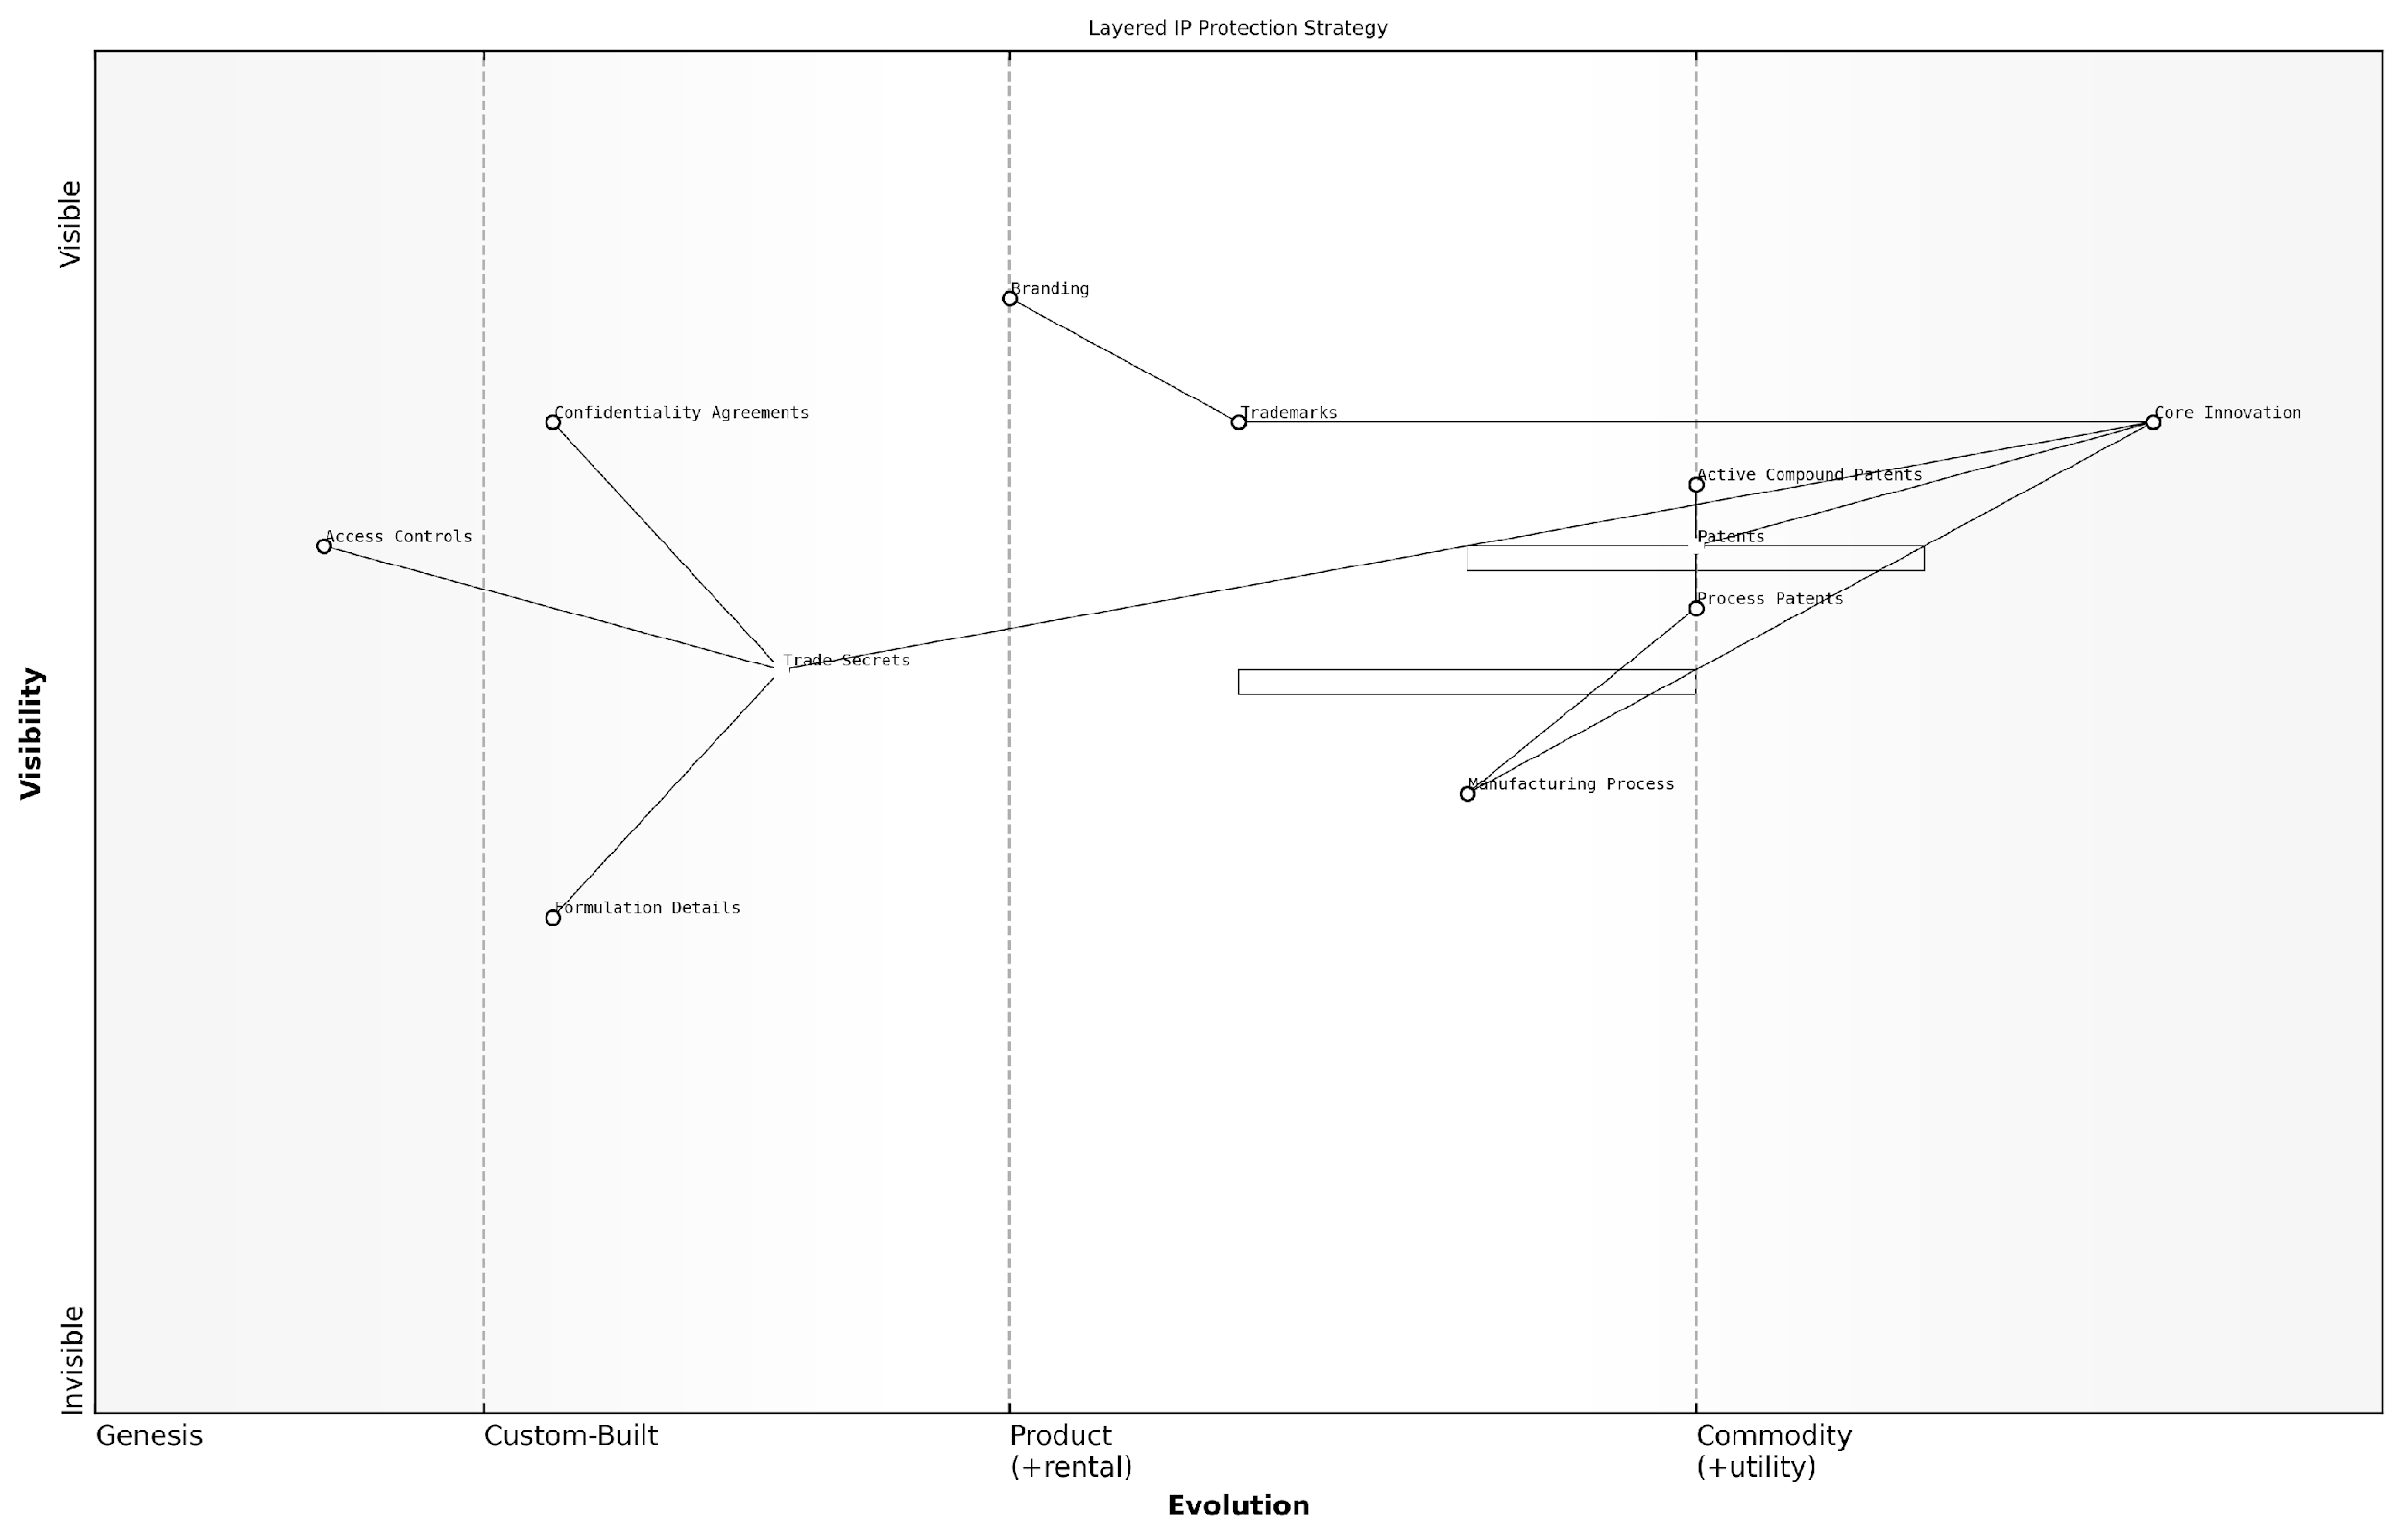 Layered IP Protection Strategy
Visible
Branding
Confidentiality Agreements
Trademarks
Core Innovation
Active Compound Patents
Access Controls
Patents
Process Patents
Trade Secrets
Visibility
Manufacturing Process
Formulation Details
Invisible
Genesis
Custom-Built
Product
(+rental)
Commodity
(+utility)
Evolution